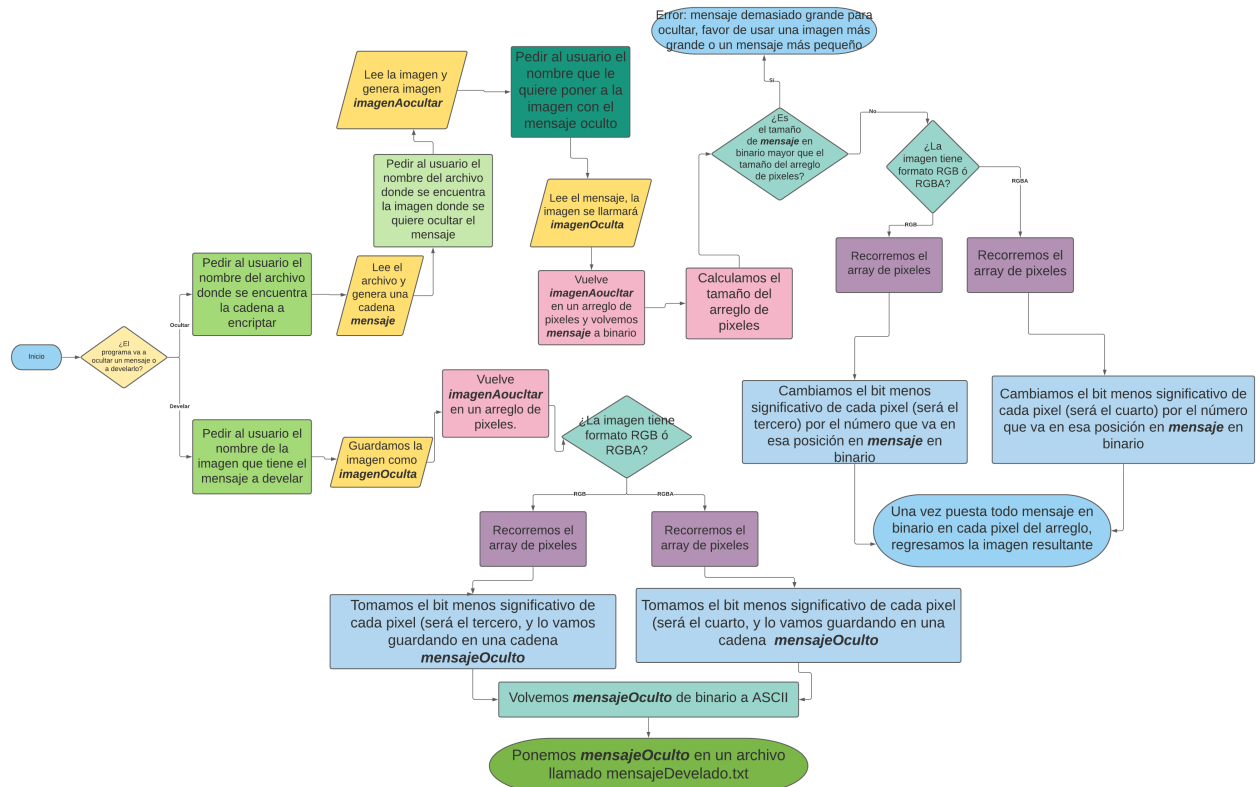 Inicio
¿El
programa va a
ocultar un mensaje o
a develarlo?
Ocultar
Pedir al usuario el
nombre del archivo
donde se encuentra
la cadena a
encriptar
Lee el
archivo y
genera una
cadena
mensaje
Pedir al usuario el
nombre del archivo
donde se encuentra
la imagen donde se
quiere ocultar el
mensaje
Lee la imagen y
genera imagen
imagenAocultar
Pedir al usuario el
nombre que le
quiere poner a la
imagen con el
mensaje oculto
Lee el mensaje, la
imagen se llarmará
imagenOculta
Vuelve
imagenAoucltar
en un arreglo de
pixeles y volvemos
mensaje a binario
Calculamos el
tamaño del
arreglo de
pixeles
¿Es
el tamaño
de mensaje en
binario mayor que el
tamaño del arreglo
de pixeles?
Si
Error: mensaje demasiado grande para
ocultar, favor de usar una imagen más
grande o un mensaje más pequeño
No
¿La
imagen tiene
formato RGB ó
RGBA?
RGB
Recorremos el
array de pixeles
Cambiamos el bit menos
significativo de cada pixel (será el
tercero) por el número que va en
esa posición en mensaje en
binario
RGBA
Recorremos el
array de pixeles
Cambiamos el bit menos significativo de
cada pixel (será el cuarto) por el número
que va en esa posición en mensaje en
binario
Una vez puesta todo mensaje en
binario en cada pixel del arreglo,
regresamos la imagen resultante
Develar
Pedir al usuario el
nombre de la
imagen que tiene el
mensaje a develar
Guardamos la
imagen como
imagenOculta
Vuelve
imagenAoucltar
en un arreglo de
pixeles.
¿La imagen tiene
formato RGB ó
RGBA?
RGB
Recorremos el
array de pixeles
Tomamos el bit menos significativo de
cada pixel (será el tercero, y lo vamos
guardando en una cadena
mensajeOculto
RGBA
Recorremos el
array de pixeles
Tomamos el bit menos significativo de cada pixel
(será el cuarto, y lo vamos guardando en una
cadena mensajeOculto
Volvemos mensajeOculto de binario a ASCII
Ponemos mensajeOculto en un archivo
llamado mensajeDevelado.txt